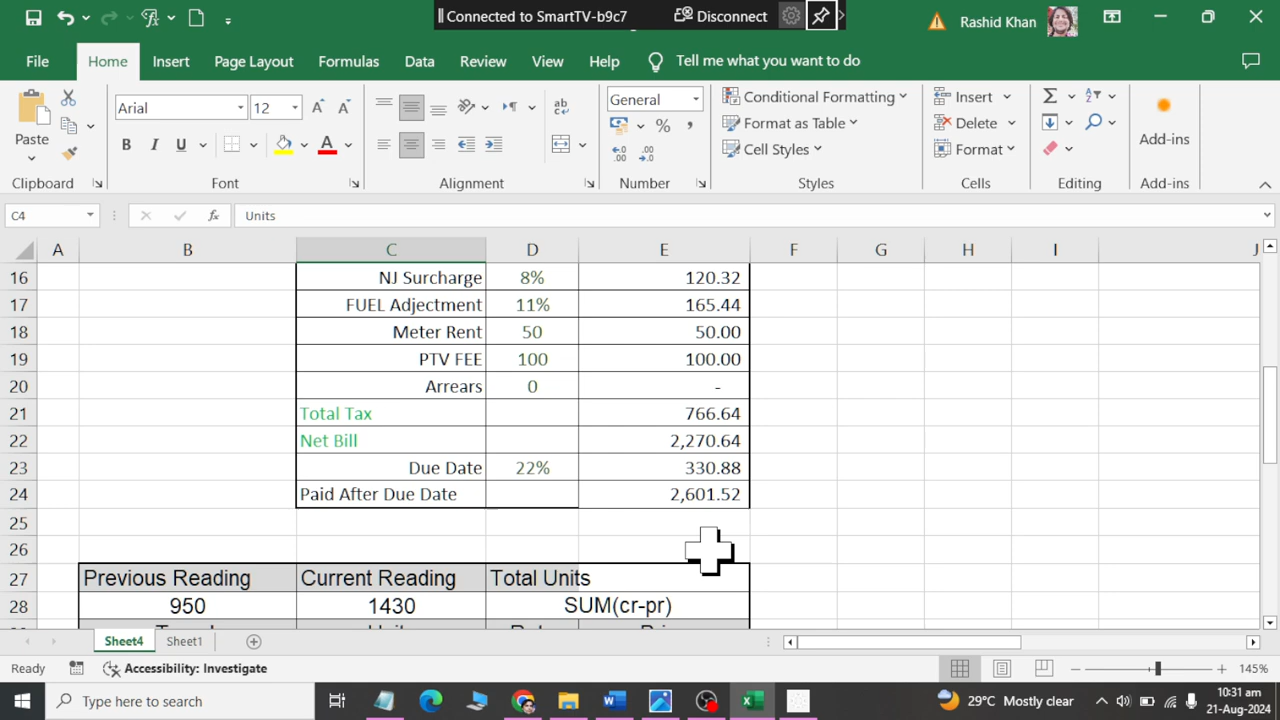 Connected to SmartTV-b9c7 Disconnect
Rashid Khan
File Home Insert Page Layout Formulas Data Review View Help Tell me what you want to do
Paste
Arial 12
B I U
General
Conditional Formatting
Format as Table
Cell Styles
Insert
Delete
Format
Add-ins
Clipboard Font Alignment Number Styles Cells Editing Add-ins
C4 fx Units
A B C D E F G H I J
16 NJ Surcharge 8% 120.32
17 FUEL Adjectment 11% 165.44
18 Meter Rent 50 50.00
19 PTV FEE 100 100.00
20 Arrears 0 -
21 Total Tax 766.64
22 Net Bill 2,270.64
23 Due Date 22% 330.88
24 Paid After Due Date 2,601.52
25
26
27 Previous Reading Current Reading Total Units
28 950 1430 SUM(cr-pr)
Sheet4 Sheet1
Ready Accessibility: Investigate 145%
Type here to search 29°C Mostly clear 10:31 am
21-Aug-2024